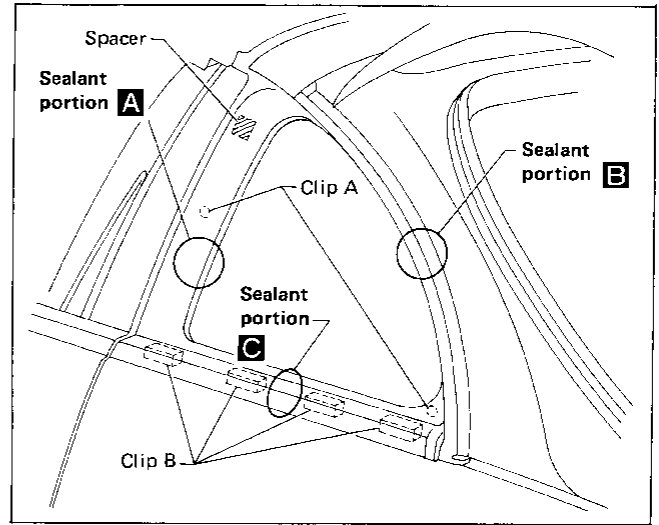 Spacer
Sealant
portion A
Clip A
Sealant
portion B
Sealant
portion
C
Clip B